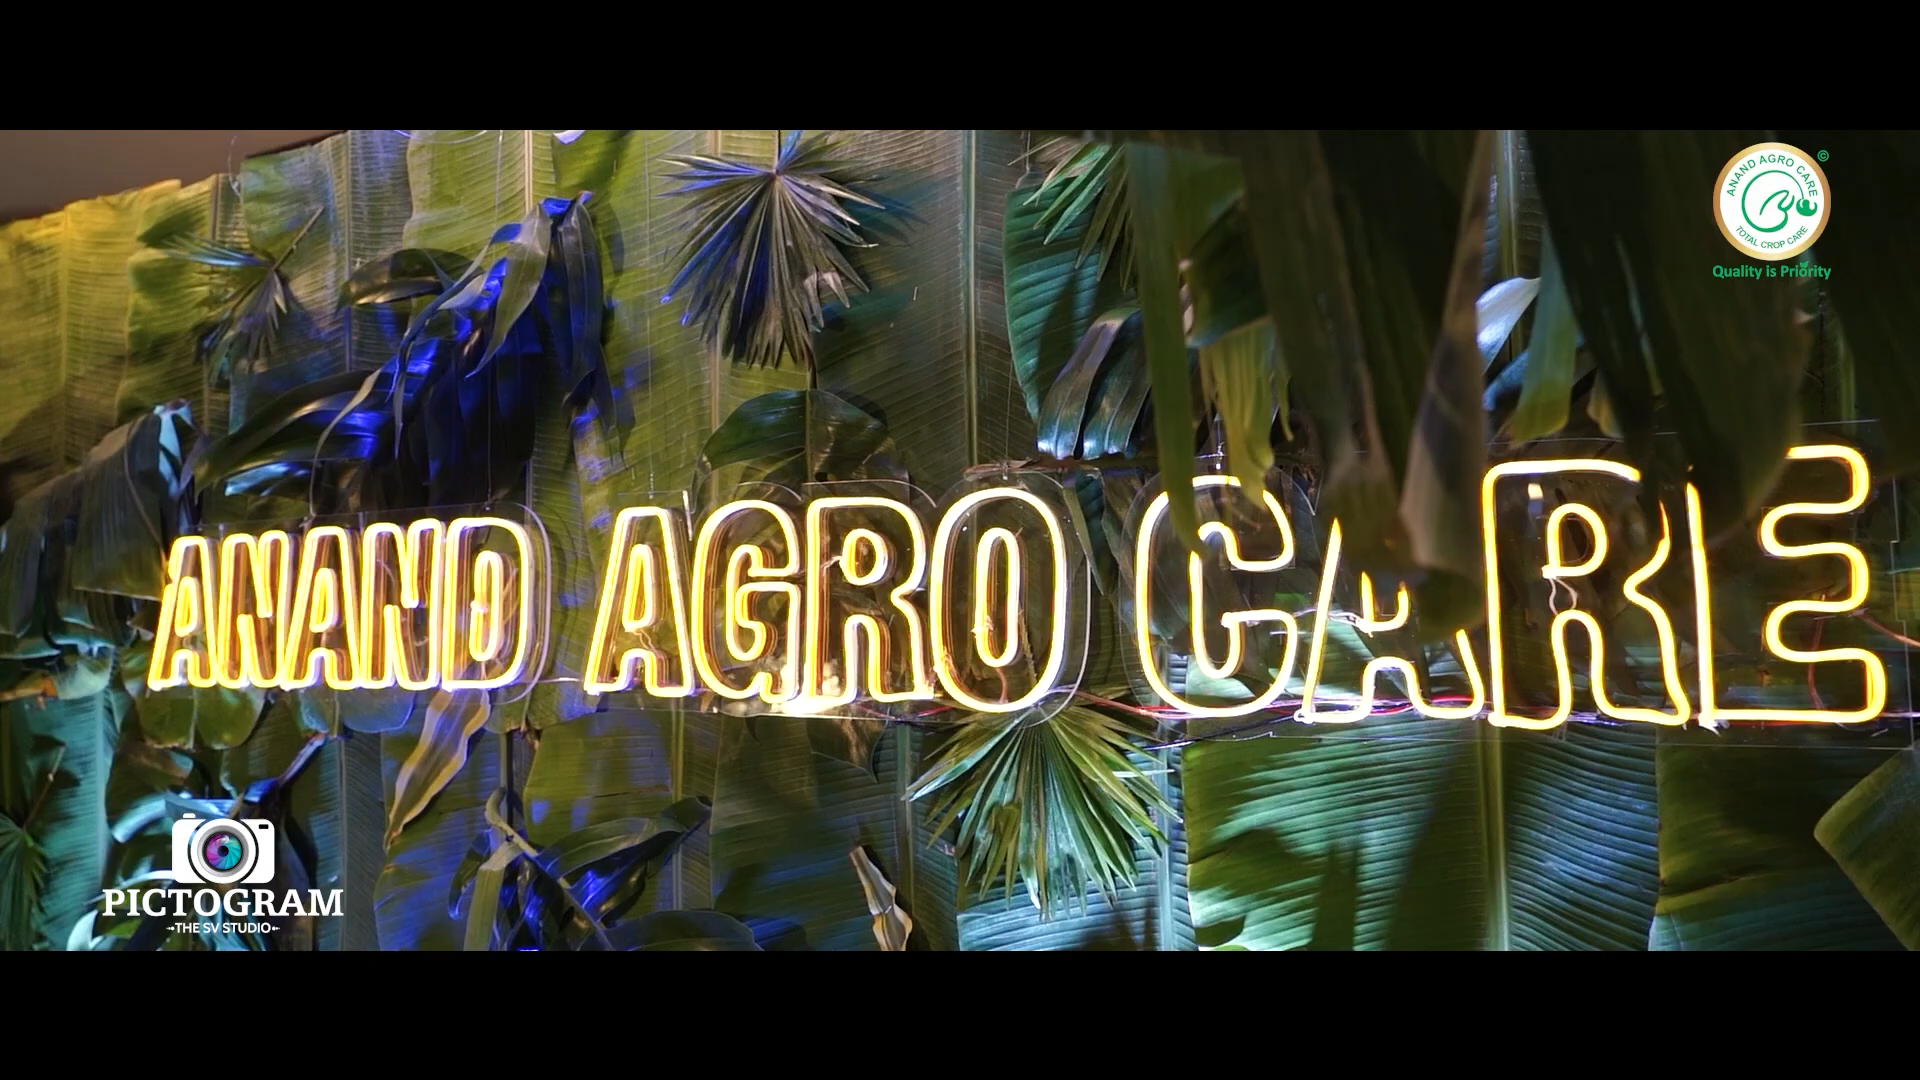 ANAND AGRO CARE
©
TOTAL CROP CARE
Quality is Priority
ANAND AGRO CARE
PICTOGRAM
THE SV STUDIO